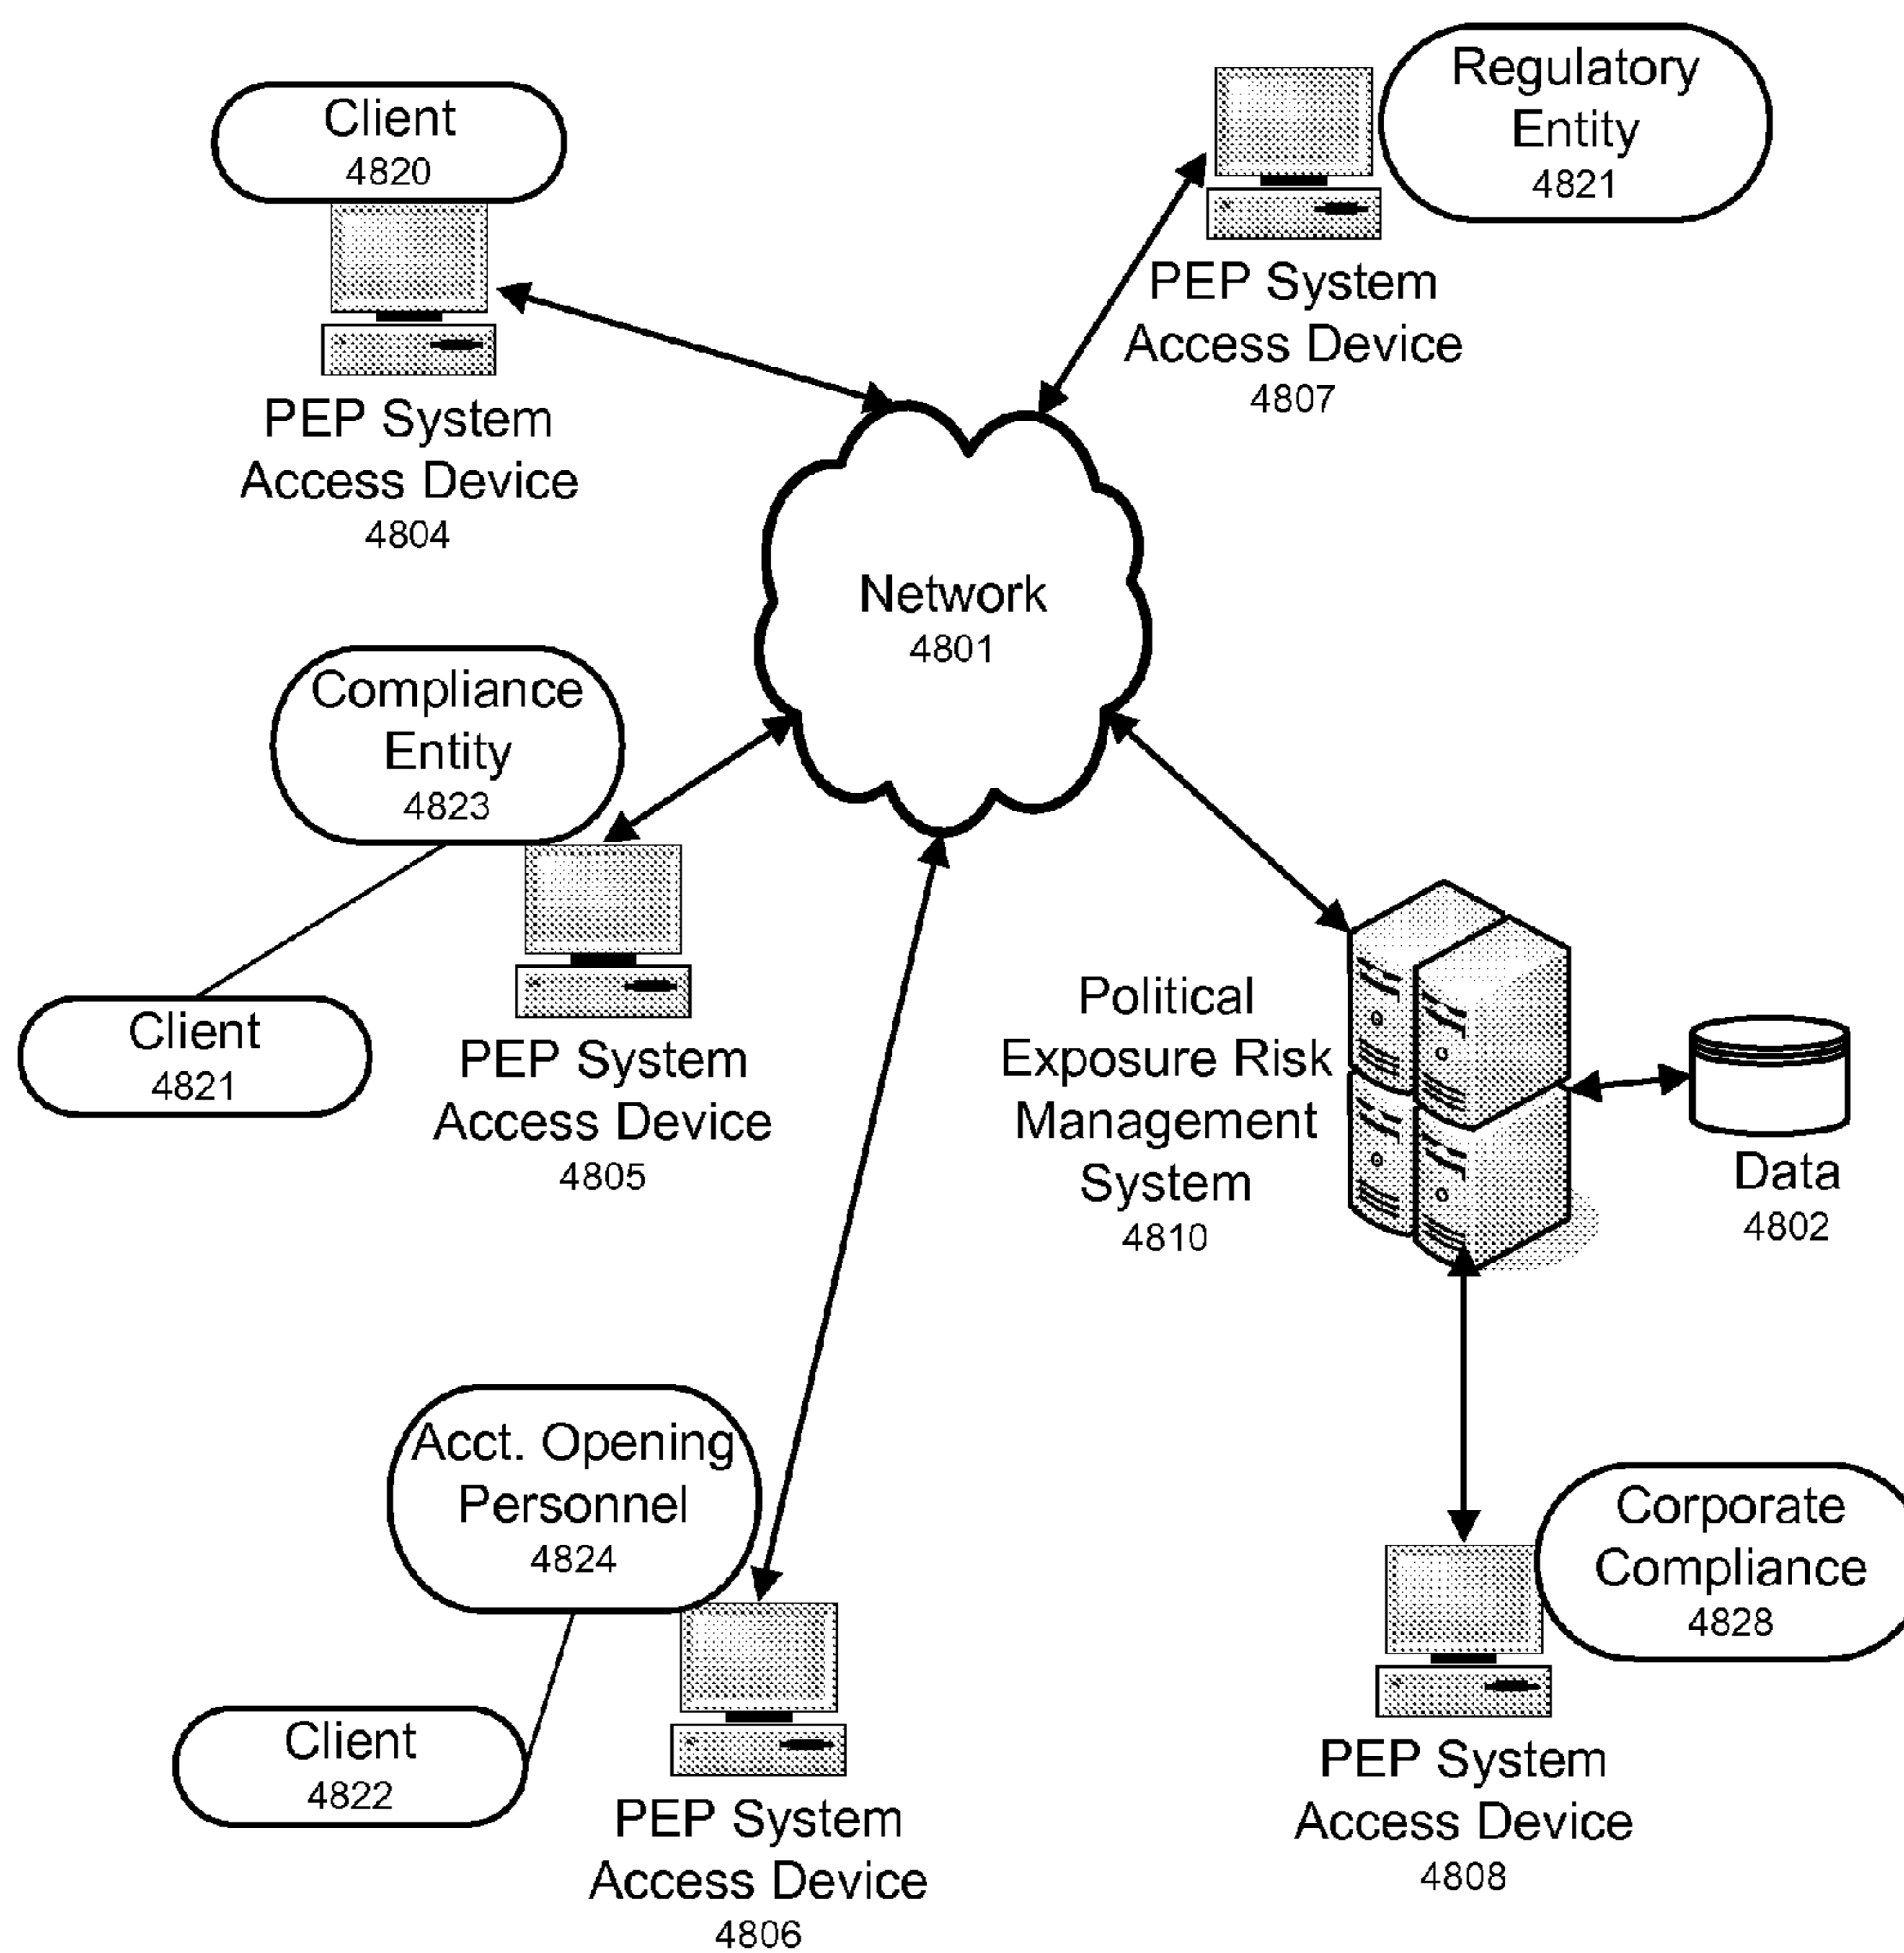 Client
4820
PEP System
Access Device
4804
Regulatory
Entity
4821
PEP System
Access Device
4807
Network
4801
Compliance
Entity
4823
Client
4821
PEP System
Access Device
4805
Political
Exposure Risk
Management
System
4810
Data
4802
Acct. Opening
Personnel
4824
Client
4822
PEP System
Access Device
4806
Corporate
Compliance
4828
PEP System
Access Device
4808